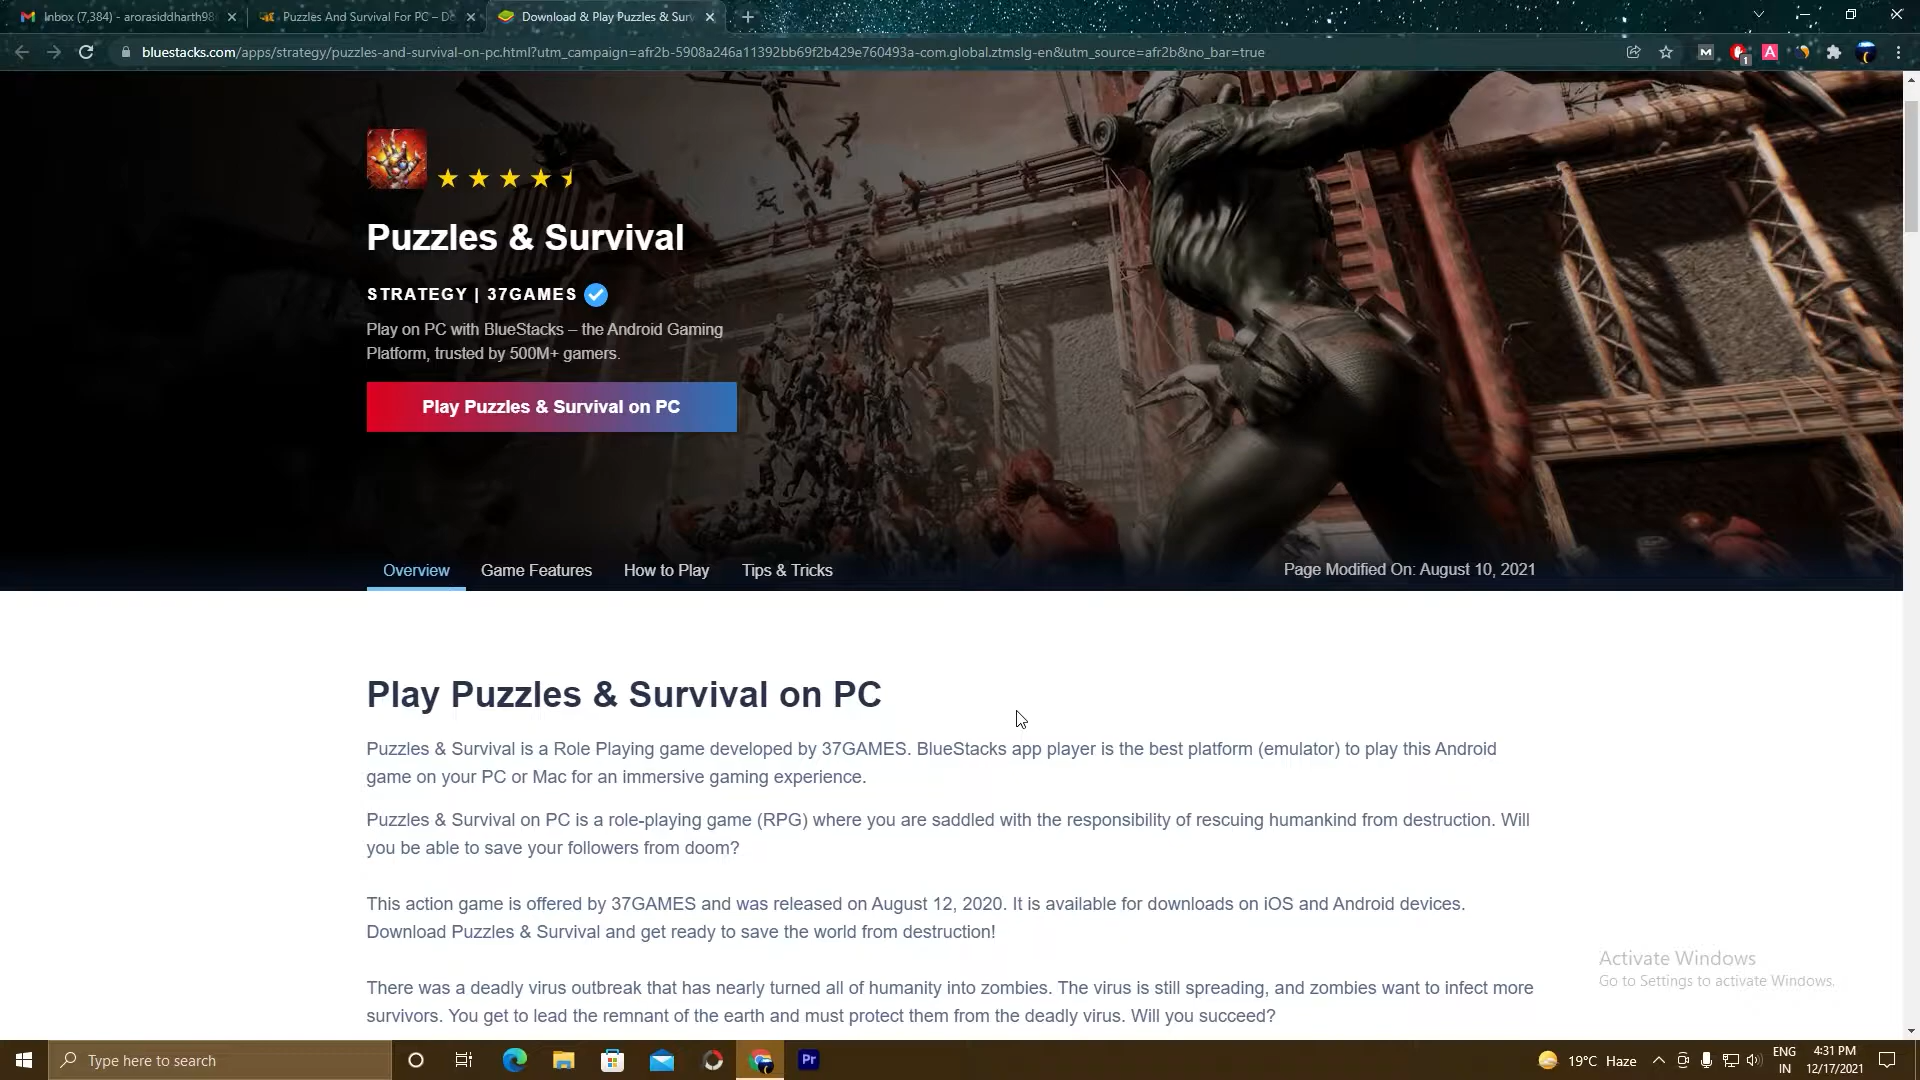 Inbox (7,384) - arorasiddharth98
Puzzles And Survival For PC – Do
Download & Play Puzzles & Sur
bluestacks.com/apps/strategy/puzzles-and-survival-on-pc.html?utm_campaign=afr2b-5908a246a11392bb69f2b429e760493a-com.global.ztmslg-en&utm_source=afr2b&no_bar=true
M
1
A
Puzzles & Survival
STRATEGY | 37GAMES
Play on PC with BlueStacks – the Android Gaming
Platform, trusted by 500M+ gamers.
Play Puzzles & Survival on PC
Overview
Game Features
How to Play
Tips & Tricks
Page Modified On: August 10, 2021
Play Puzzles & Survival on PC
Puzzles & Survival is a Role Playing game developed by 37GAMES. BlueStacks app player is the best platform (emulator) to play this Android
game on your PC or Mac for an immersive gaming experience.
Puzzles & Survival on PC is a role-playing game (RPG) where you are saddled with the responsibility of rescuing humankind from destruction. Will
you be able to save your followers from doom?
This action game is offered by 37GAMES and was released on August 12, 2020. It is available for downloads on iOS and Android devices.
Download Puzzles & Survival and get ready to save the world from destruction!
There was a deadly virus outbreak that has nearly turned all of humanity into zombies. The virus is still spreading, and zombies want to infect more
survivors. You get to lead the remnant of the earth and must protect them from the deadly virus. Will you succeed?
Activate Windows
Go to Settings to activate Windows.
Type here to search
Pr
19°C Haze
ENG
IN
4:31 PM
12/17/2021